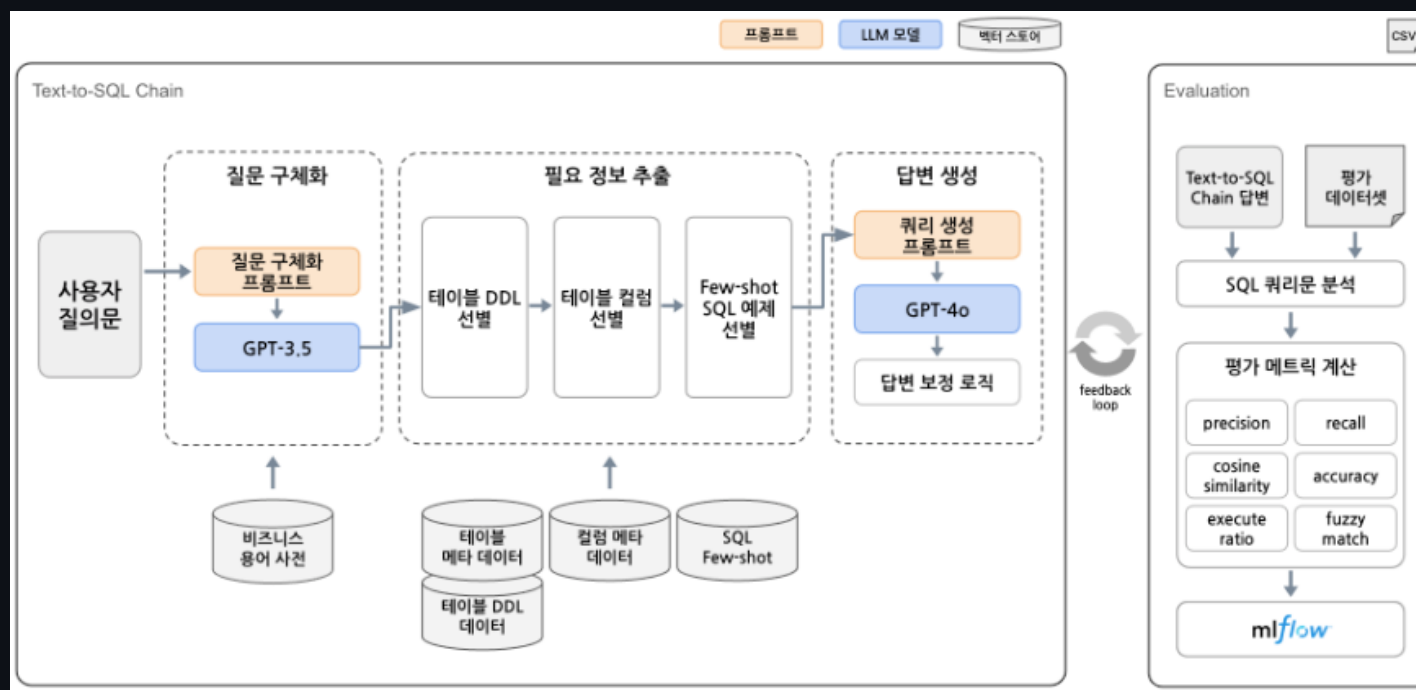 프롬프트
LLM 모델
벡터 스토어
CSV
Text-to-SQL Chain
질문 구체화
필요 정보 추출
답변 생성
사용자
질의문
질문 구체화
프롬프트
GPT-3.5
테이블 DDL
선별
테이블 컬럼
선별
Few-shot
SQL 예제
선별
쿼리 생성
프롬프트
GPT-4o
답변 보정 로직
비즈니스
용어 사전
테이블
메타 데이터
테이블 DDL
데이터
컬럼 메타
데이터
SQL
Few-shot
feedback
loop
Evaluation
Text-to-SQL
Chain 답변
평가
데이터셋
SQL 쿼리문 분석
평가 메트릭 계산
precision
recall
cosine
similarity
accuracy
execute
ratio
fuzzy
match
mlflow